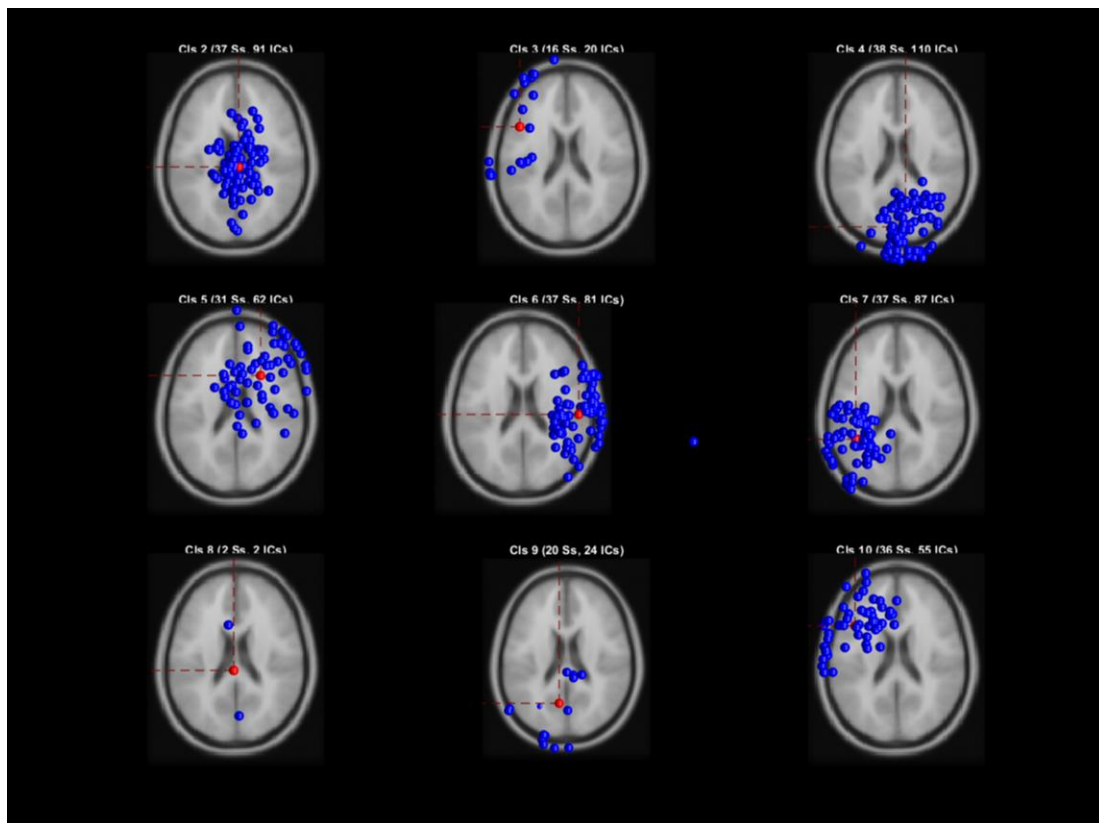 Cls 2 (37 Ss, 91 ICs)
Cls 3 (16 Ss, 20 ICs)
Cls 4 (38 Ss, 110 ICs)
Cls 5 (31 Ss, 62 ICs)
Cls 6 (37 Ss, 81 ICs)
Cls 7 (37 Ss, 87 ICs)
Cls 8 (2 Ss, 2 ICs)
Cls 9 (20 Ss, 24 ICs)
Cls 10 (36 Ss, 55 ICs)